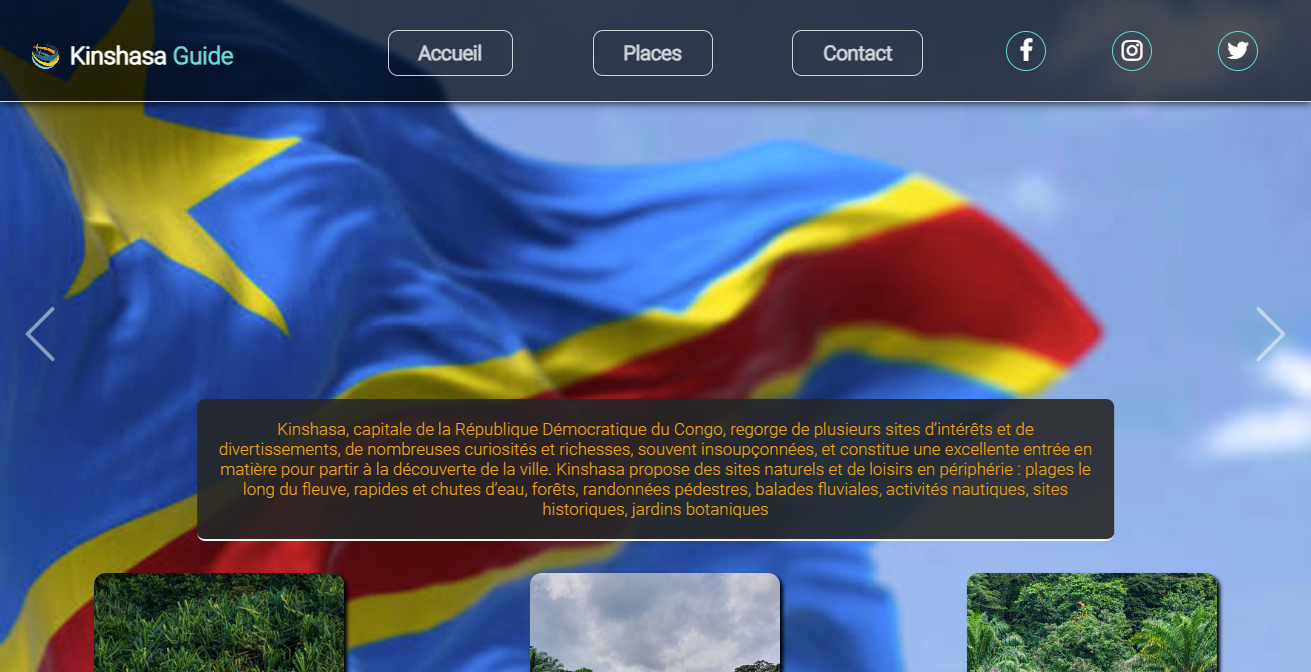 Kinshasa Guide
Accueil
Places
Contact
Kinshasa, capitale de la République Démocratique du Congo, regorge de plusieurs sites d’intérêts et de
divertissements, de nombreuses curiosités et richesses, souvent insoupçonnées, et constitue une excellente entrée en
matière pour partir à la découverte de la ville. Kinshasa propose des sites naturels et de loisirs en périphérie : plages le
long du fleuve, rapides et chutes d’eau, forêts, randonnées pédestres, balades fluviales, activités nautiques, sites
historiques, jardins botaniques